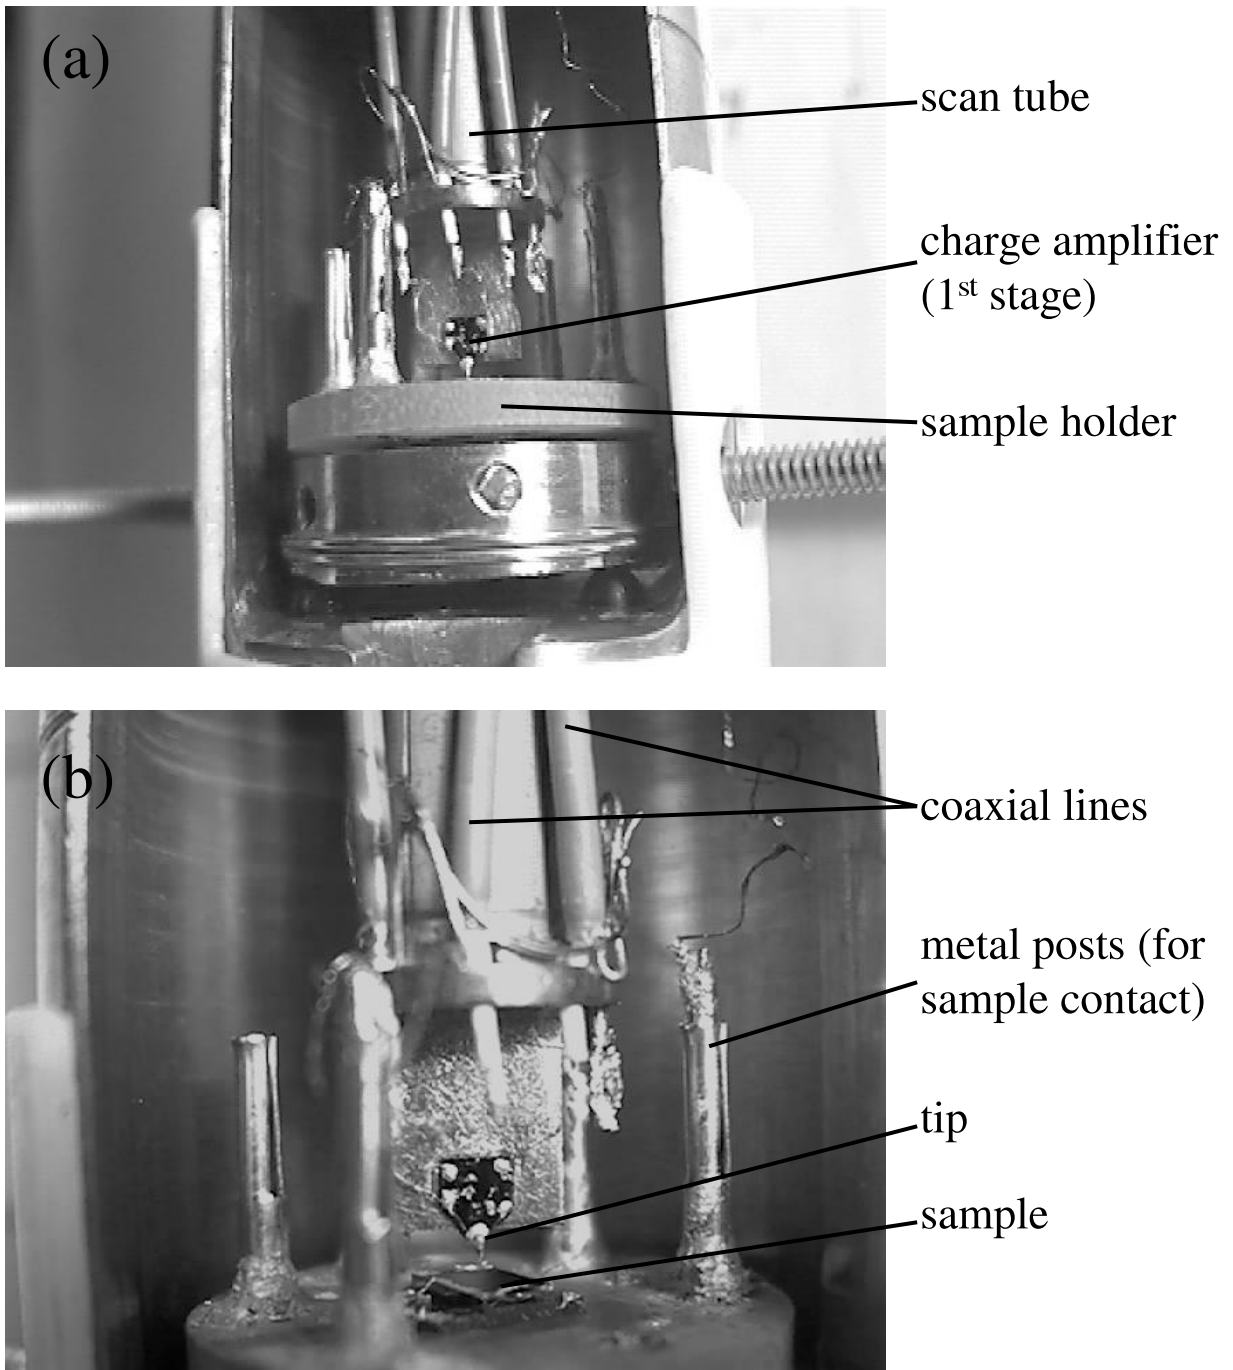 (a)
scan tube
charge amplifier
(1st stage)
sample holder
(b)
coaxial lines
metal posts (for
sample contact)
tip
sample